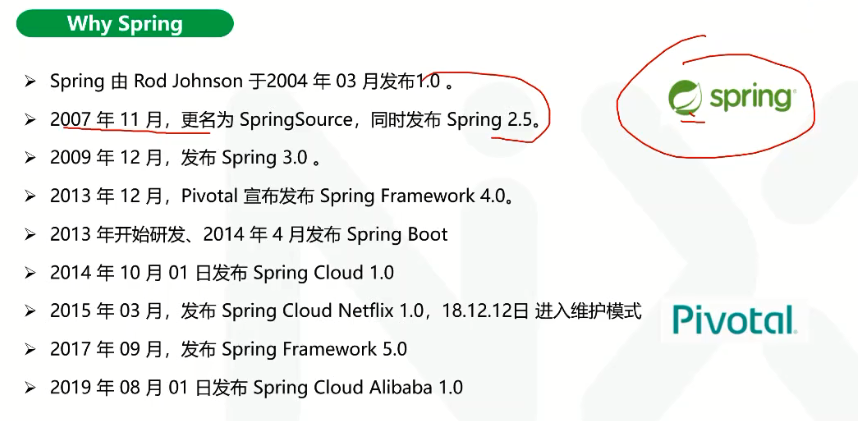 Why Spring
Spring 由 Rod Johnson 于2004 年 03 月发布1.0 。
2007 年 11 月，更名为 SpringSource，同时发布 Spring 2.5。
2009 年 12 月，发布 Spring 3.0 。
2013 年 12 月，Pivotal 宣布发布 Spring Framework 4.0。
2013 年开始研发、2014 年 4 月发布 Spring Boot
2014 年 10 月 01 日发布 Spring Cloud 1.0
2015 年 03 月，发布 Spring Cloud Netflix 1.0，18.12.12日 进入维护模式
2017 年 09 月，发布 Spring Framework 5.0
2019 年 08 月 01 日发布 Spring Cloud Alibaba 1.0
spring
Pivotal